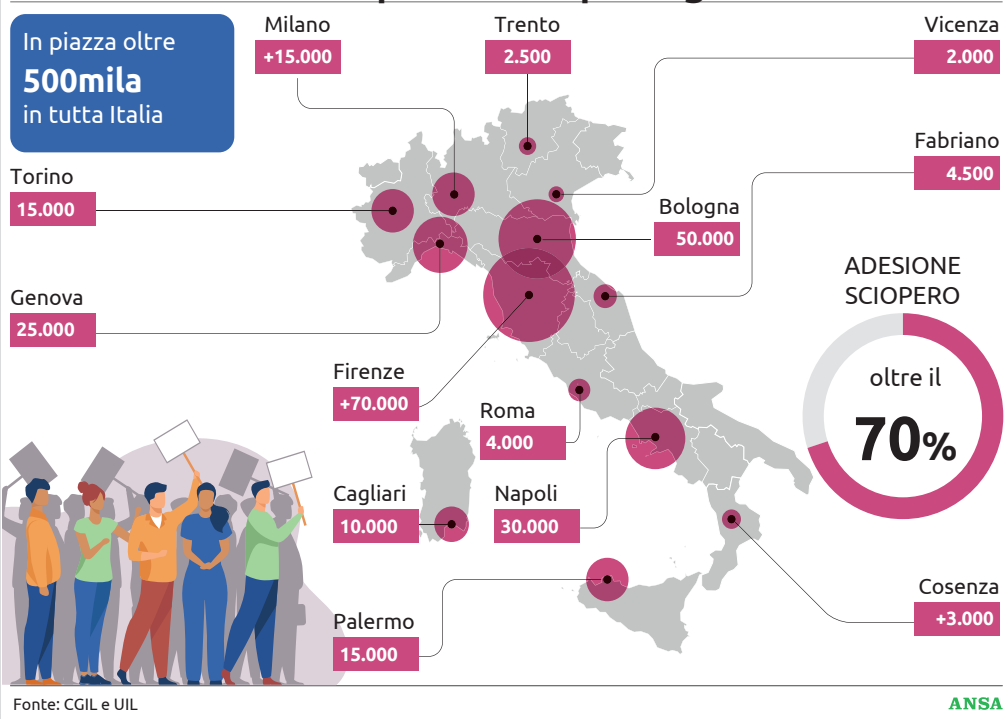 In piazza oltre
500mila
in tutta Italia
Milano
+15.000
Trento
2.500
Vicenza
2.000
Fabriano
4.500
Torino
15.000
Bologna
50.000
Genova
25.000
ADESIONE
SCIOPERO
oltre il
70%
Firenze
+70.000
Roma
4.000
Cagliari
10.000
Napoli
30.000
Cosenza
+3.000
Palermo
15.000
Fonte: CGIL e UIL
ANSA